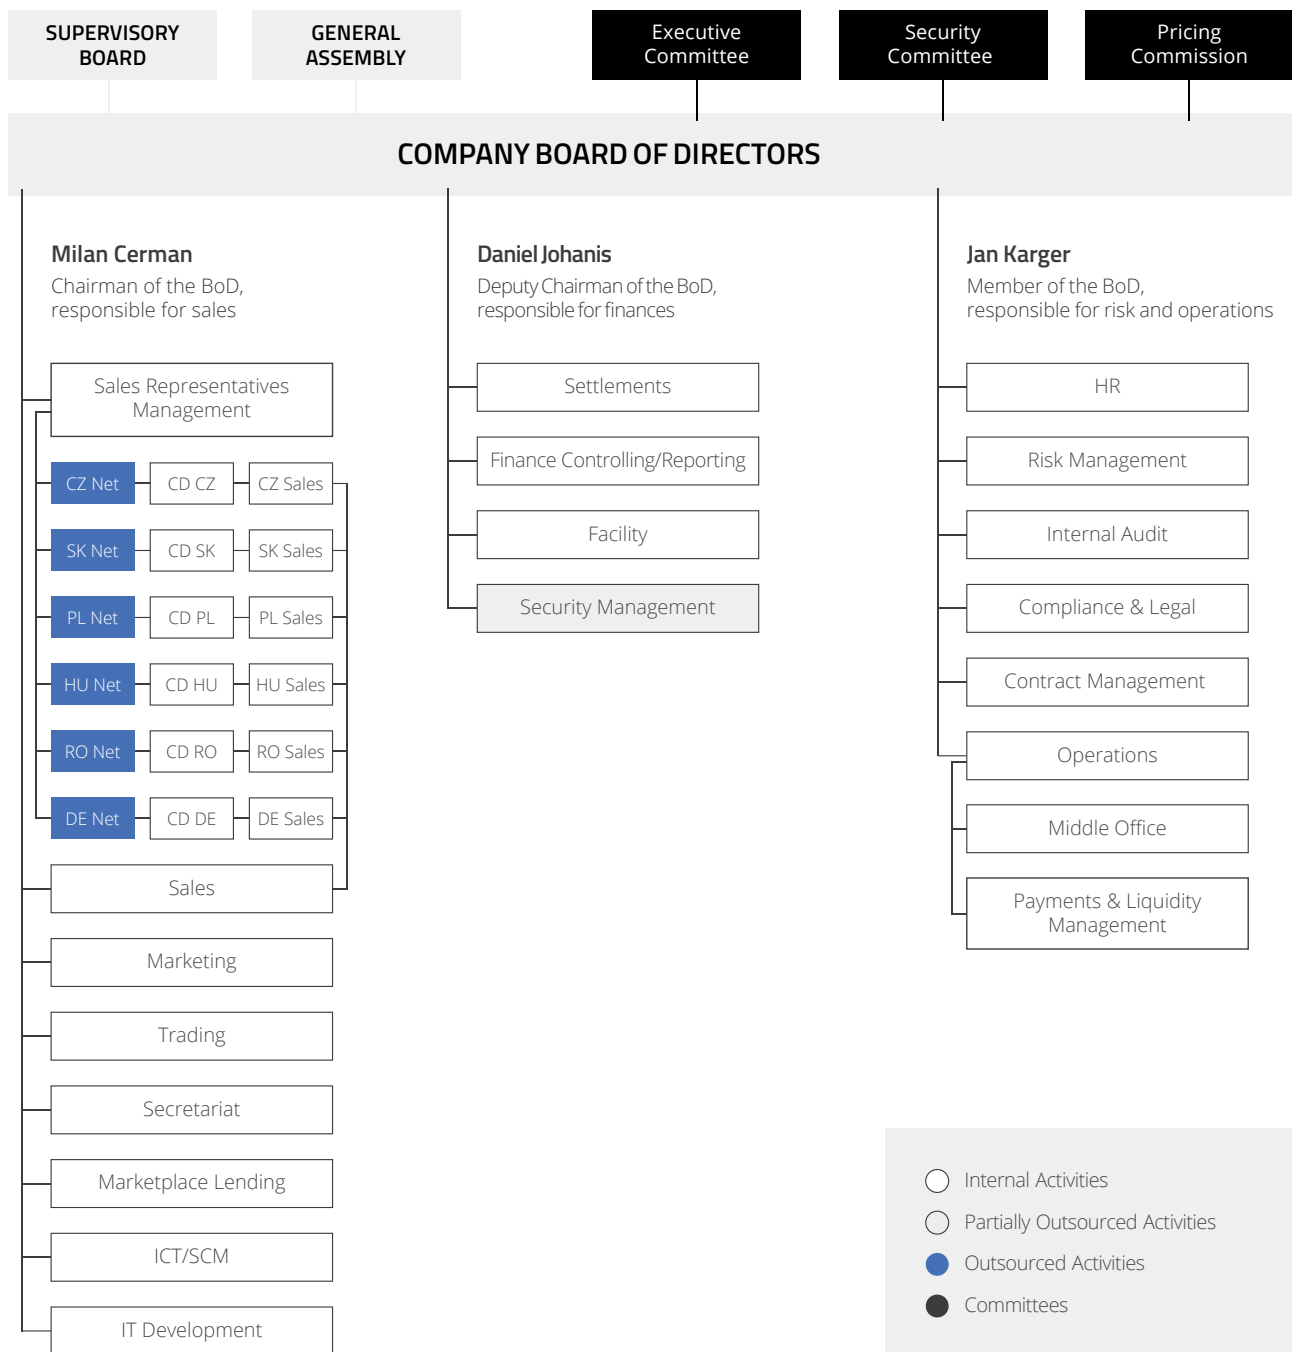 SUPERVISORY
BOARD
GENERAL
ASSEMBLY
Executive
Committee
Security
Committee
Pricing
Commission
COMPANY BOARD OF DIRECTORS
Milan Cerman
Chairman of the BoD,
responsible for sales
Sales Representatives
Management
CZ Net
CD CZ
CZ Sales
SK Net
CD SK
SK Sales
PL Net
CD PL
PL Sales
HU Net
CD HU
HU Sales
RO Net
CD RO
RO Sales
DE Net
CD DE
DE Sales
Sales
Marketing
Trading
Secretariat
Marketplace Lending
ICT/SCM
IT Development
Daniel Johanis
Deputy Chairman of the BoD,
responsible for finances
Settlements
Finance Controlling/Reporting
Facility
Security Management
Jan Karger
Member of the BoD,
responsible for risk and operations
HR
Risk Management
Internal Audit
Compliance & Legal
Contract Management
Operations
Middle Office
Payments & Liquidity
Management
Internal Activities
Partially Outsourced Activities
Outsourced Activities
Committees